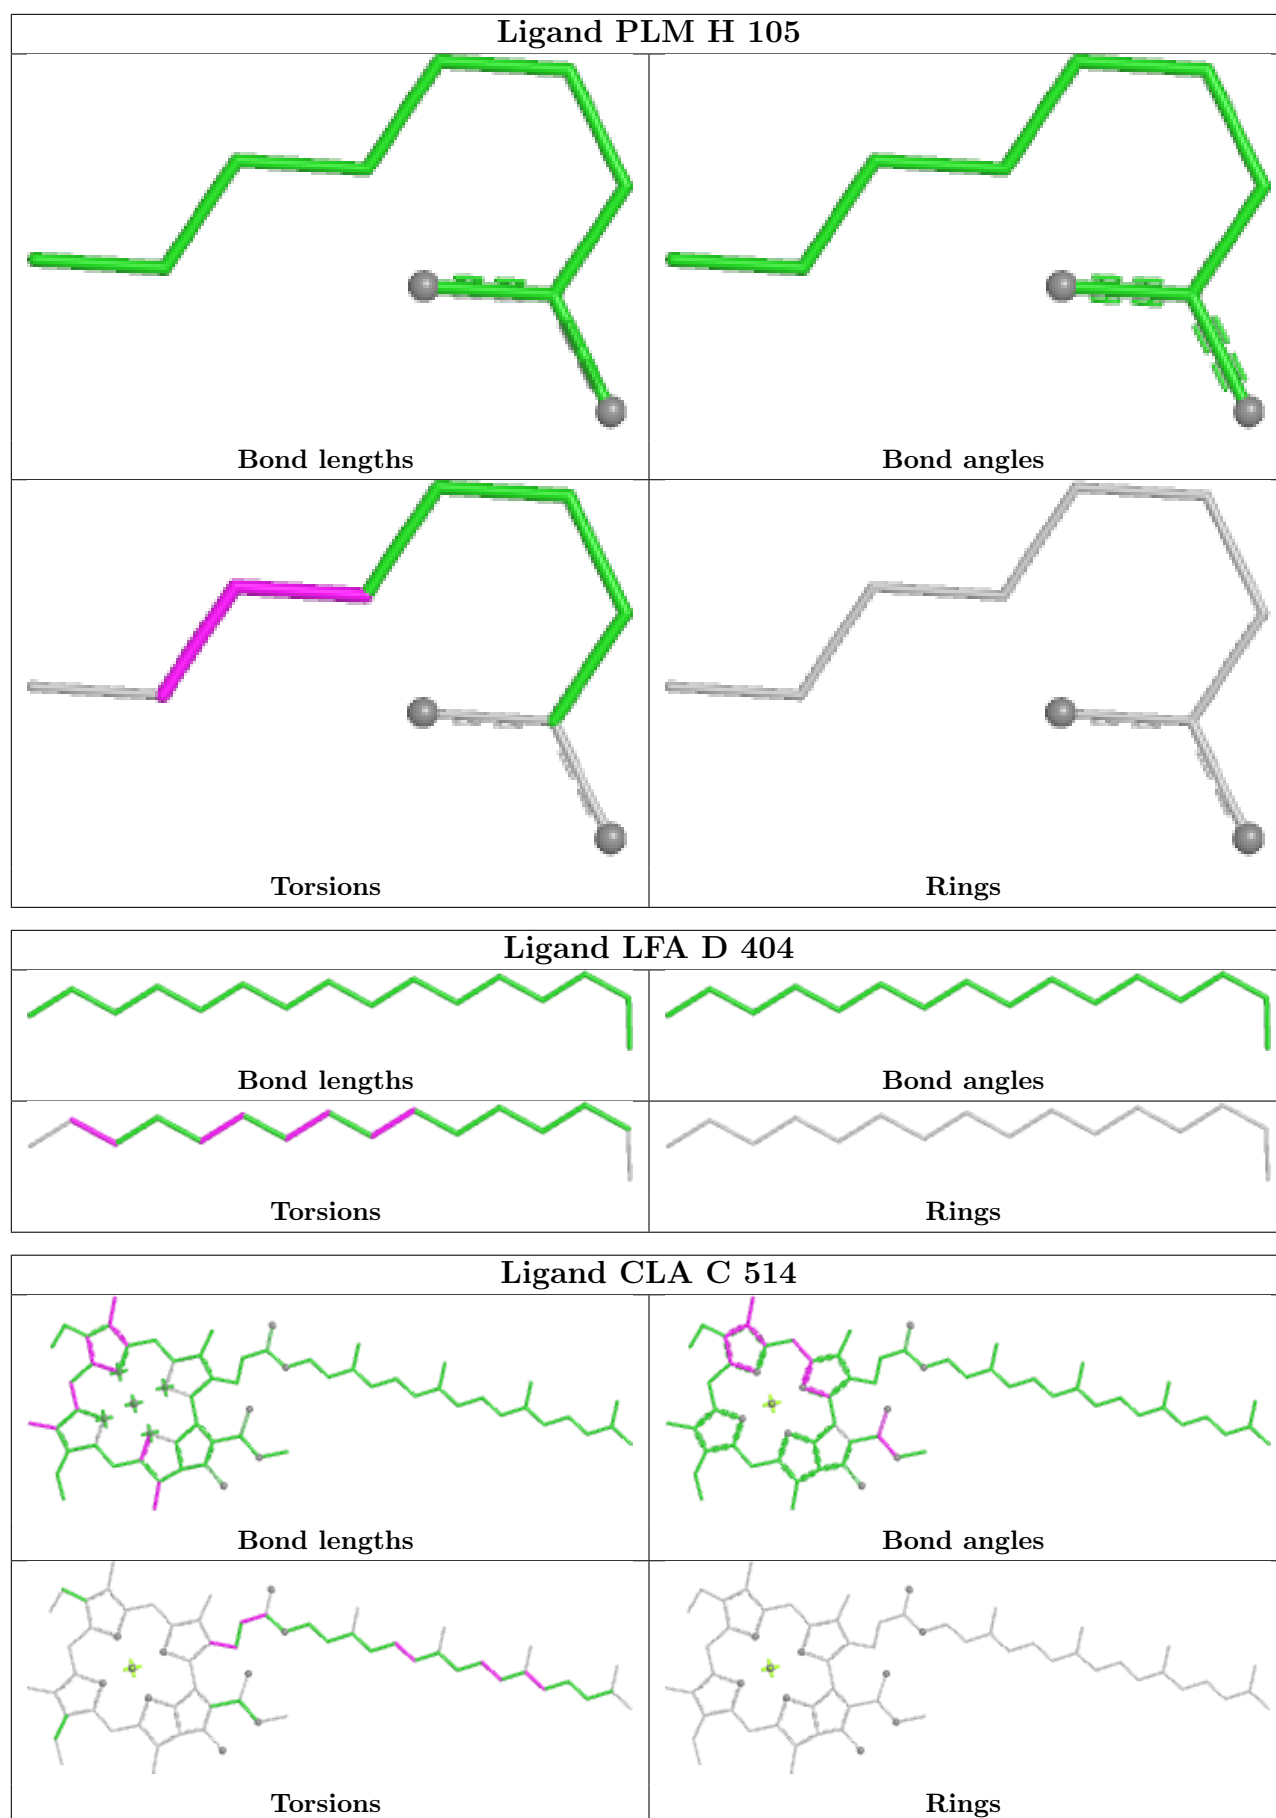 Ligand PLM H 105
Bond lengths
Bond angles
Torsions
Rings
Ligand LFA D 404
Bond lengths
Bond angles
Torsions
Rings
Ligand CLA C 514
Bond lengths
Bond angles
Torsions
Rings